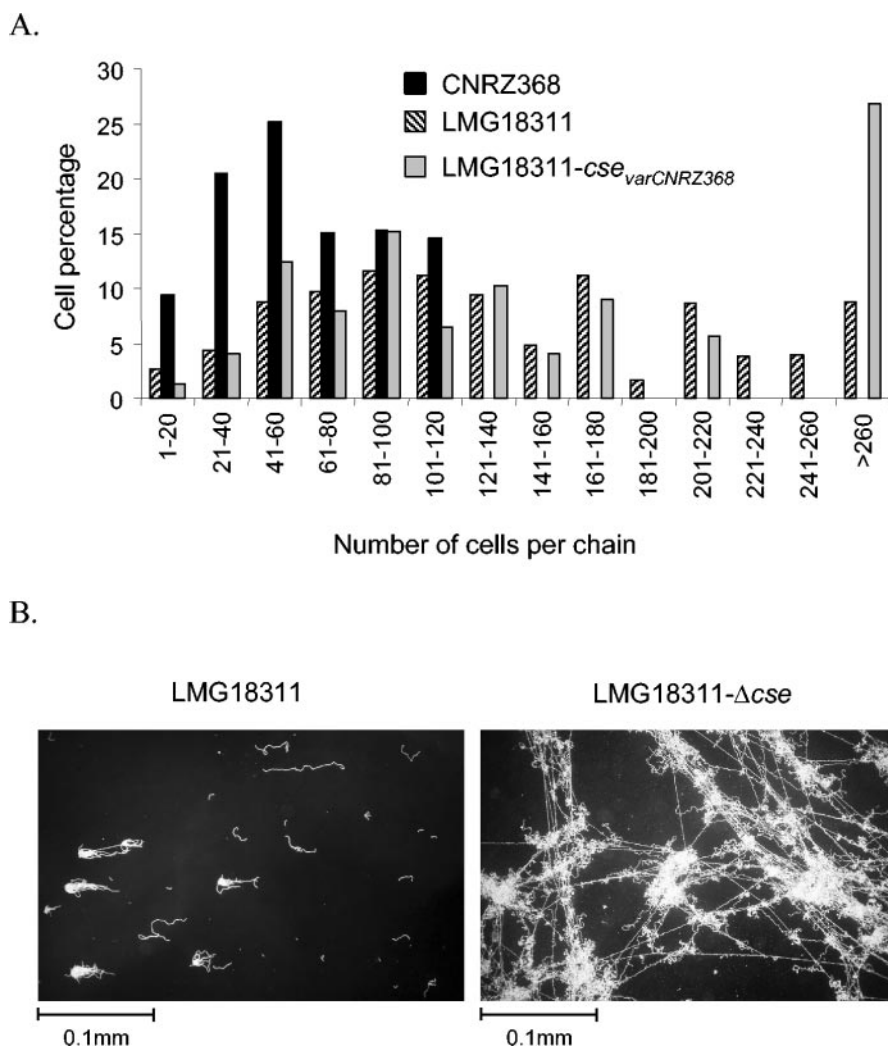 A.
30
25
20
15
10
5
0
Cell percentage
CNRZ368
LMG18311
LMG18311-cse varCNRZ368
1-20
21-40
41-60
61-80
81-100
101-120
121-140
141-160
161-180
181-200
201-220
221-240
241-260
>260
Number of cells per chain
B.
LMG18311
LMG18311-Δcse
0.1mm
0.1mm